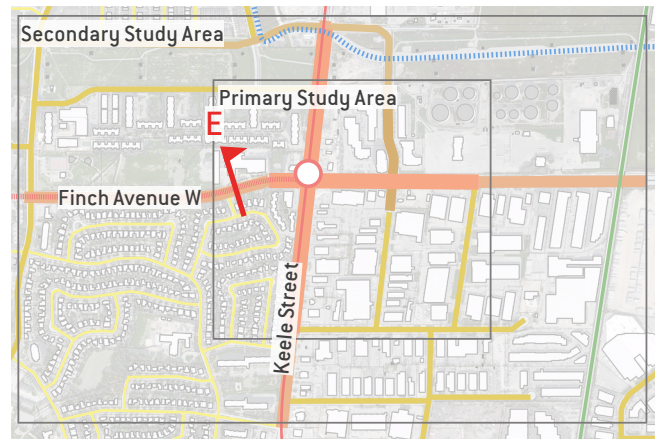 Secondary Study Area
Primary Study Area
E
Finch Avenue W
Keele Street